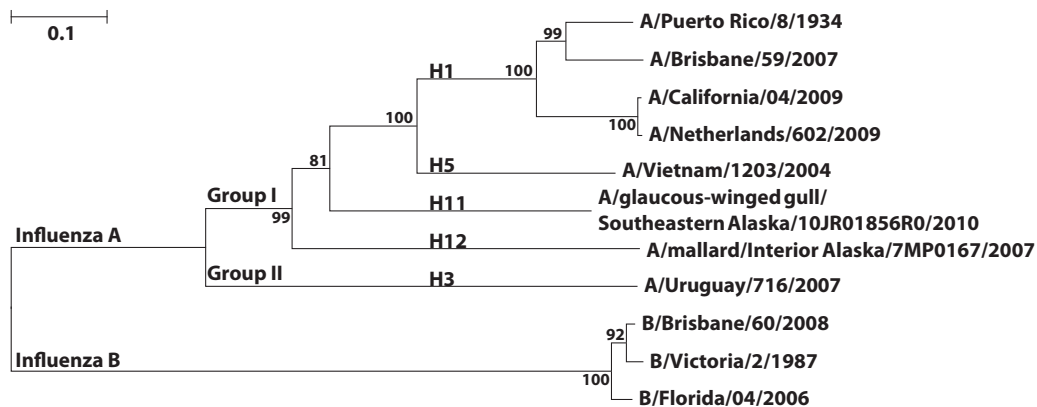 0.1
A/Puerto Rico/8/1934
99
A/Brisbane/59/2007
H1
100
A/California/04/2009
100
A/Netherlands/602/2009
100
H5
A/Vietnam/1203/2004
81
A/glaucous-winged gull/
Southeastern Alaska/10JR01856R0/2010
H11
Group I
99
H12
A/mallard/Interior Alaska/7MP0167/2007
Influenza A
Group II
H3
A/Uruguay/716/2007
B/Brisbane/60/2008
92
B/Victoria/2/1987
Influenza B
100
B/Florida/04/2006